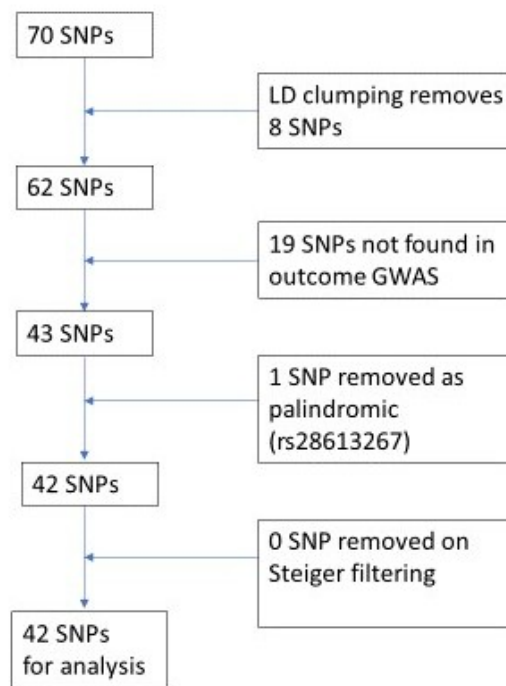 70 SNPs
LD clumping removes
8 SNPs
62 SNPs
19 SNPs not found in
outcome GWAS
43 SNPs
1 SNP removed as
palindromic
(rs28613267)
42 SNPs
0 SNP removed on
Steiger filtering
42 SNPs
for analysis